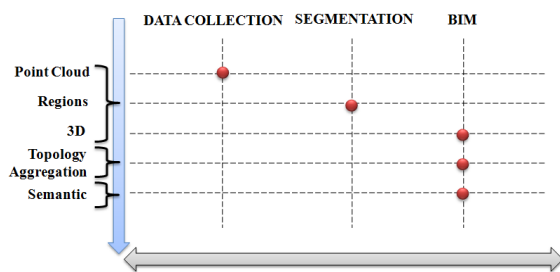 DATA COLLECTION SEGMENTATION BIM
Point Cloud
Regions
3D
Topology
Aggregation
Semantic